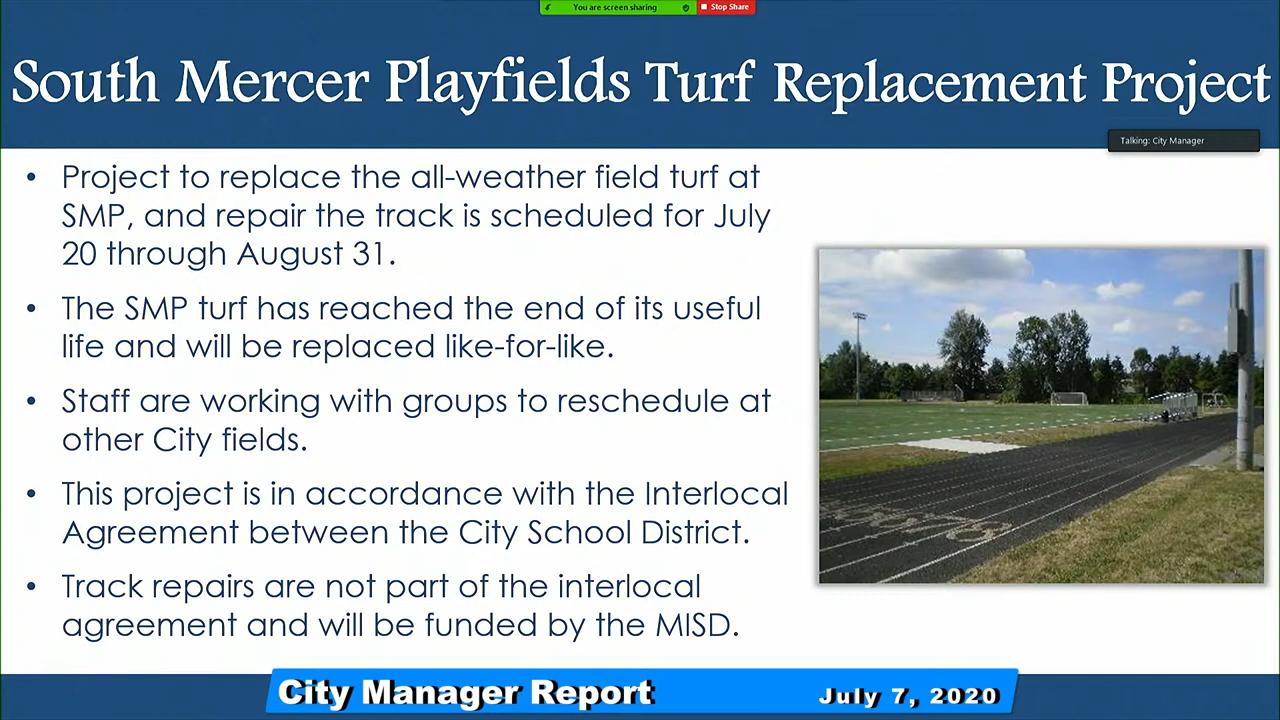 You are screen sharing
Stop Share
South Mercer Playfields Turf Replacement Project
Talking: City Manager
• Project to replace the all-weather field turf at
SMP, and repair the track is scheduled for July
20 through August 31.
• The SMP turf has reached the end of its useful
life and will be replaced like-for-like.
• Staff are working with groups to reschedule at
other City fields.
• This project is in accordance with the Interlocal
Agreement between the City School District.
• Track repairs are not part of the interlocal
agreement and will be funded by the MISD.
City Manager Report
July 7, 2020